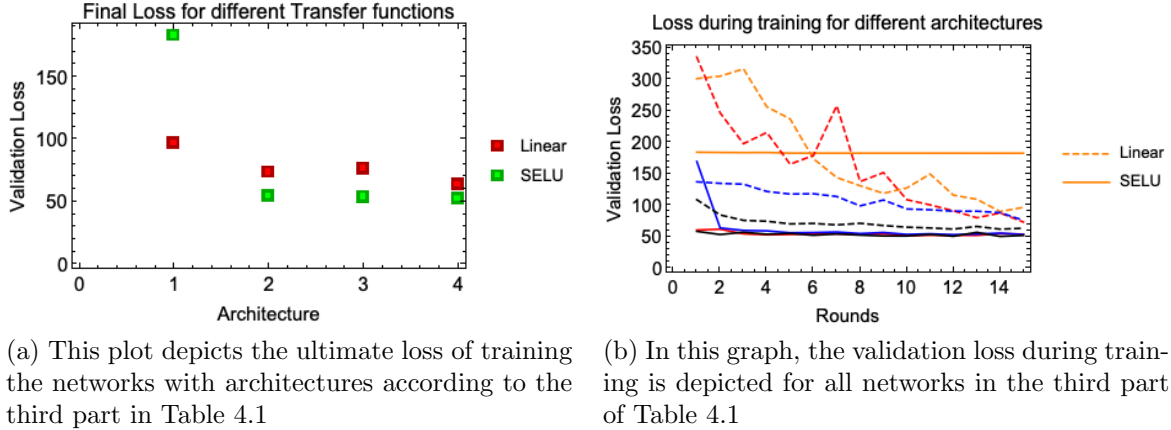 Final Loss for different Transfer functions
Validation Loss
150
100
50
0
0 1 2 3 4
Architecture
Linear
SELU
Loss during training for different architectures
Validation Loss
350
300
250
200
150
100
50
0
0 2 4 6 8 10 12 14
Rounds
Linear
SELU
(a) This plot depicts the ultimate loss of training
the networks with architectures according to the
third part in Table 4.1
(b) In this graph, the validation loss during train-
ing is depicted for all networks in the third part
of Table 4.1